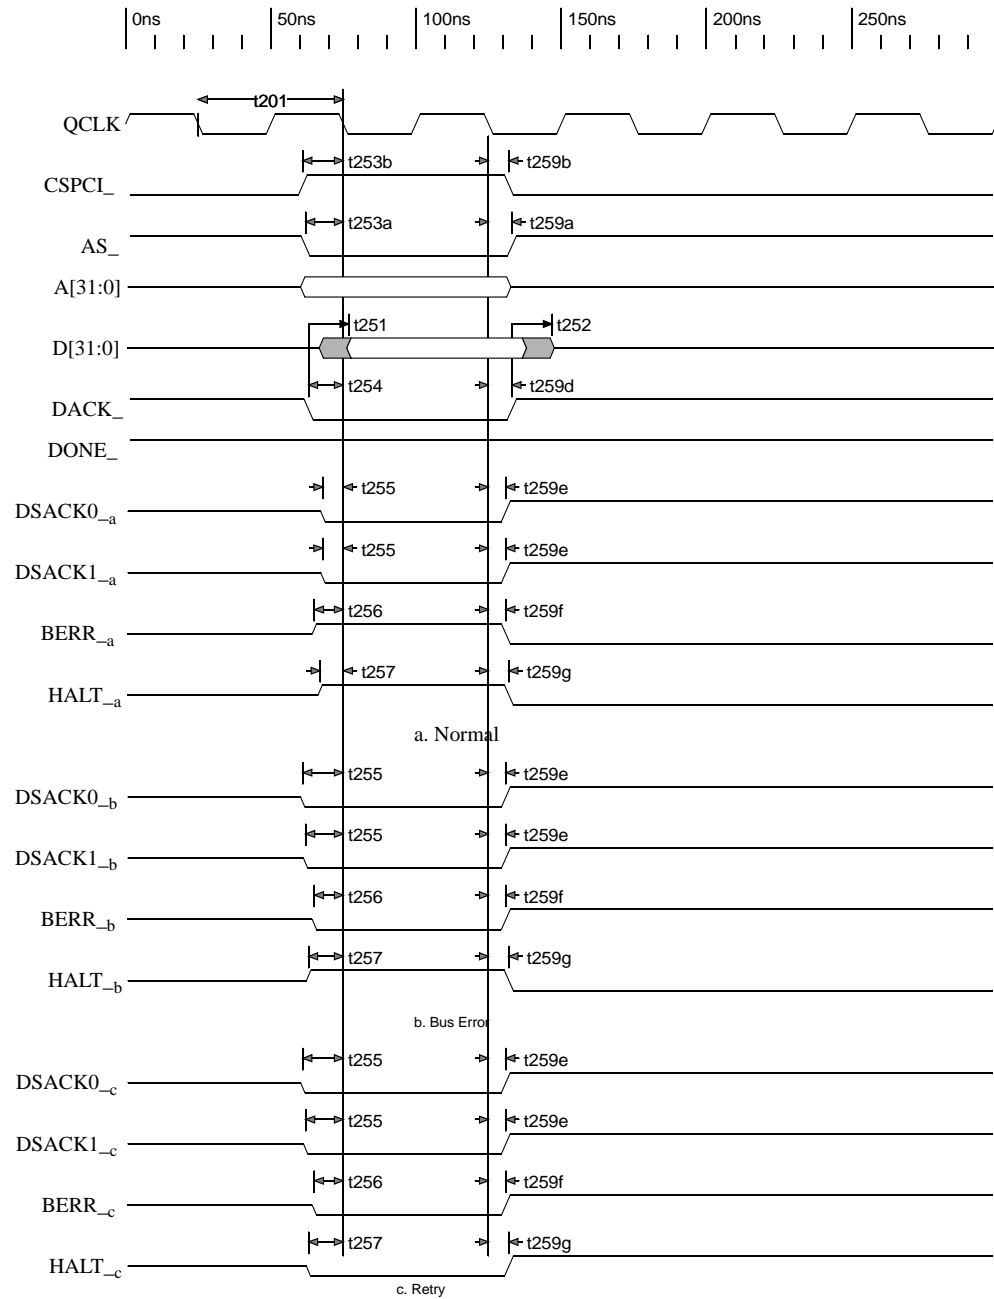 0ns 50ns 100ns 150ns 200ns 250ns
t201
QCLK
t253b t259b
CSPCI_
t253a t259a
AS_
A[31:0]
t251 t252
D[31:0]
t254 t259d
DACK_
DONE_
t255 t259e
DSACK0_a
t255 t259e
DSACK1_a
t256 t259f
BERR_a
t257 t259g
HALT_a
a. Normal
t255 t259e
DSACK0_b
t255 t259e
DSACK1_b
t256 t259f
BERR_b
t257 t259g
HALT_b
b. Bus Error
t255 t259e
DSACK0_c
t255 t259e
DSACK1_c
t256 t259f
BERR_c
t257 t259g
HALT_c
c. Retry